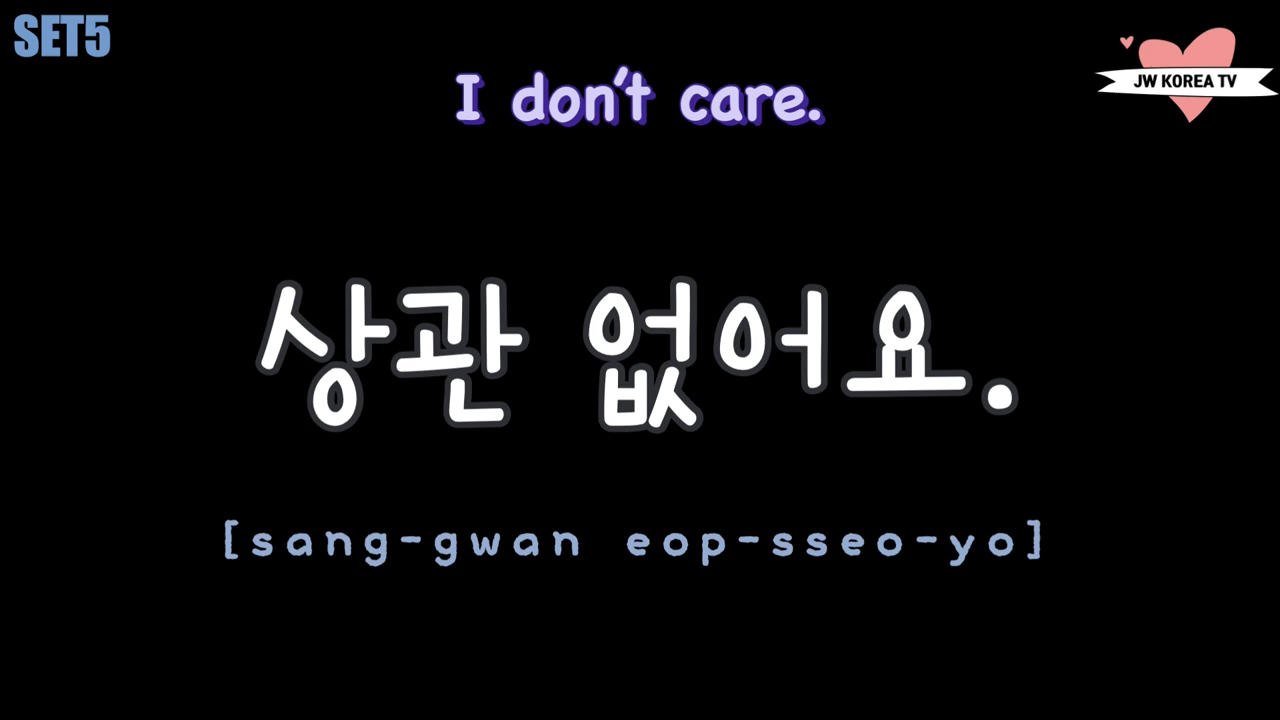 SET5
JW KOREA TV
I don't care.
상관 없어요.
[sang-gwan eop-sseo-yo]